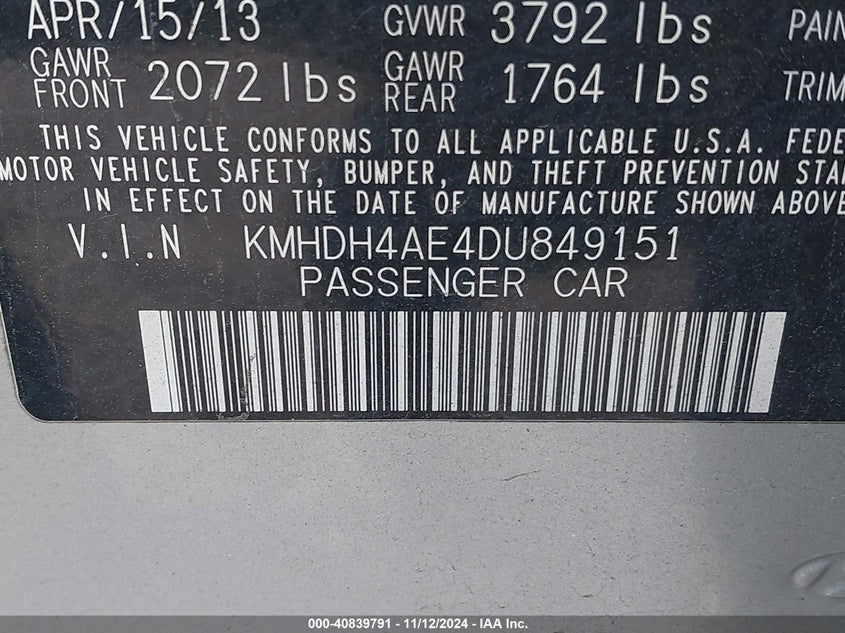 APR/15/13 GVWR 3792 lbs PAIN
GAWR FRONT 2072 lbs GAWR REAR 1764 lbs TRIM
THIS VEHICLE CONFORMS TO ALL APPLICABLE U.S.A. FEDE
MOTOR VEHICLE SAFETY, BUMPER, AND THEFT PREVENTION STA
IN EFFECT ON THE DATE OF MANUFACTURE SHOWN ABOVE
V.I.N KMHDH4AE4DU849151
PASSENGER CAR
000-40839791 - 11/12/2024 - IAA Inc.